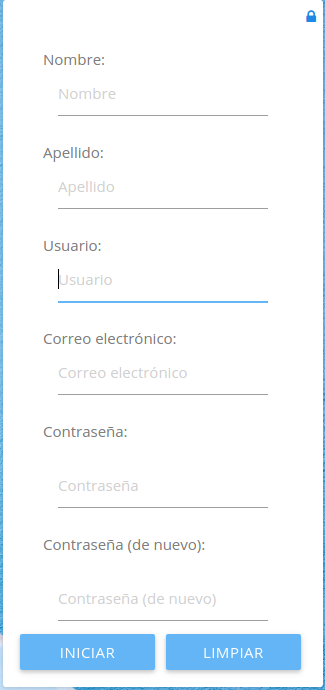 Nombre:
Nombre
Apellido:
Apellido
Usuario:
Usuario
Correo electrónico:
Correo electrónico
Contraseña:
Contraseña
Contraseña (de nuevo):
Contraseña (de nuevo)
INICIAR LIMPIAR